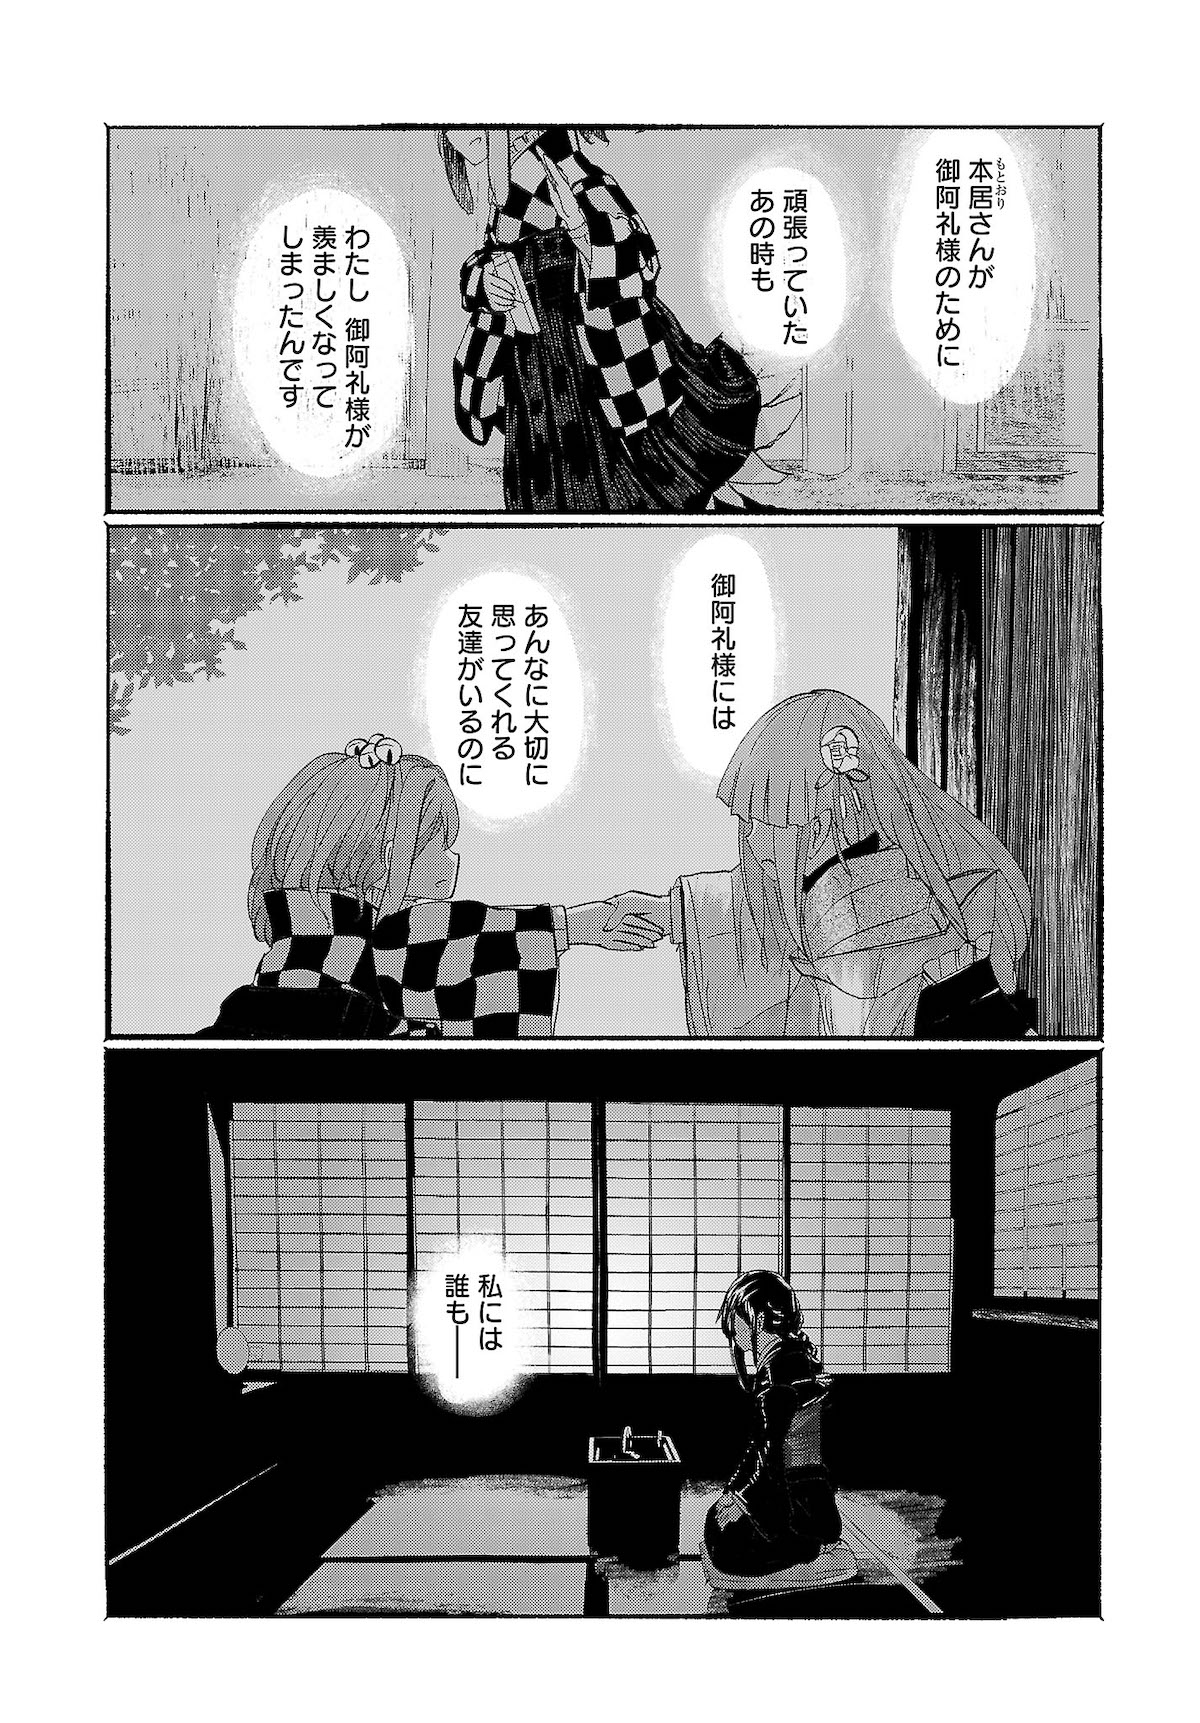 本居さんが
もとおり
御阿礼様のために
頑張っていた
あの時も
わたし 御阿礼様が
羨ましくなって
しまったんです
御阿礼様には
あんなに大切に
思ってくれる
友達がいるのに
私には
誰も――